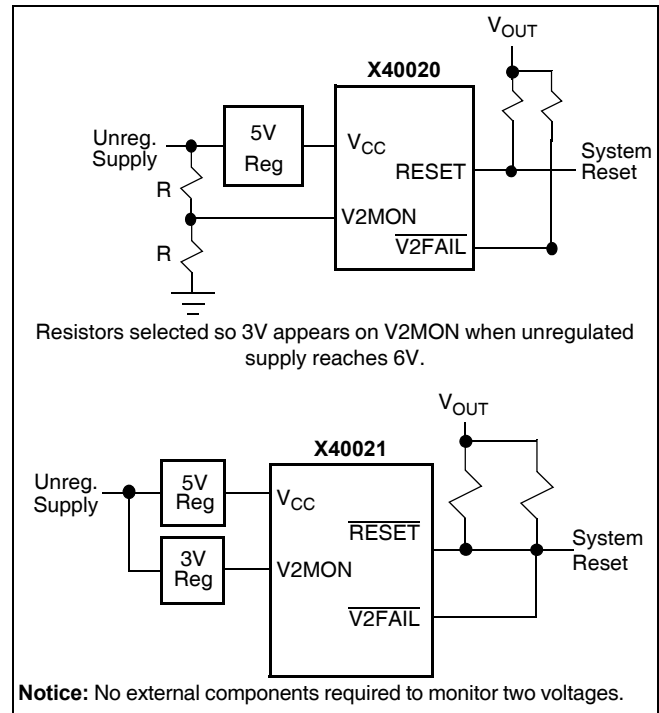 VOUT
X40020
Unreg.
Supply
5V
Reg
VCC
RESET
System
Reset
R
V2MON
V2FAIL
R
Resistors selected so 3V appears on V2MON when unregulated
supply reaches 6V.
VOUT
X40021
Unreg.
Supply
5V
Reg
VCC
RESET
System
Reset
3V
Reg
V2MON
V2FAIL
Notice: No external components required to monitor two voltages.